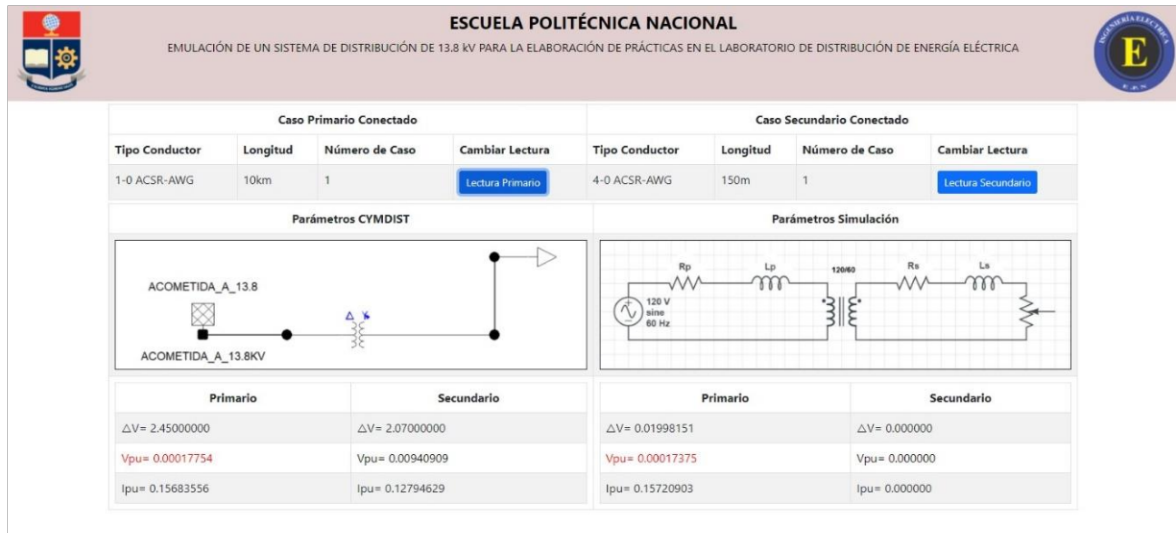 ESCUELA POLITÉCNICA NACIONAL
EMULACIÓN DE UN SISTEMA DE DISTRIBUCIÓN DE 13.8 kV PARA LA ELABORACIÓN DE PRÁCTICAS EN EL LABORATORIO DE DISTRIBUCIÓN DE ENERGÍA ELÉCTRICA
E
E.P.N
Caso Primario Conectado Caso Secundario Conectado
Tipo Conductor Longitud Número de Caso Cambiar Lectura Tipo Conductor Longitud Número de Caso Cambiar Lectura
1-0 ACSR-AWG 10km 1 Lectura Primario 4-0 ACSR-AWG 150m 1 Lectura Secundario
Parámetros CYMDIST Parámetros Simulación
ACOMETIDA_A_13.8
ACOMETIDA_A_13.8KV
Rp Lp 120/60 Rs Ls
120 V
sine
60 Hz
Primario Secundario Primario Secundario
△V= 2.45000000 △V= 2.07000000 △V= 0.01998151 △V= 0.000000
Vpu= 0.00017754 Vpu= 0.00940909 Vpu= 0.00017375 Vpu= 0.000000
Ipu= 0.15683556 Ipu= 0.12794629 Ipu= 0.15720903 Ipu= 0.000000